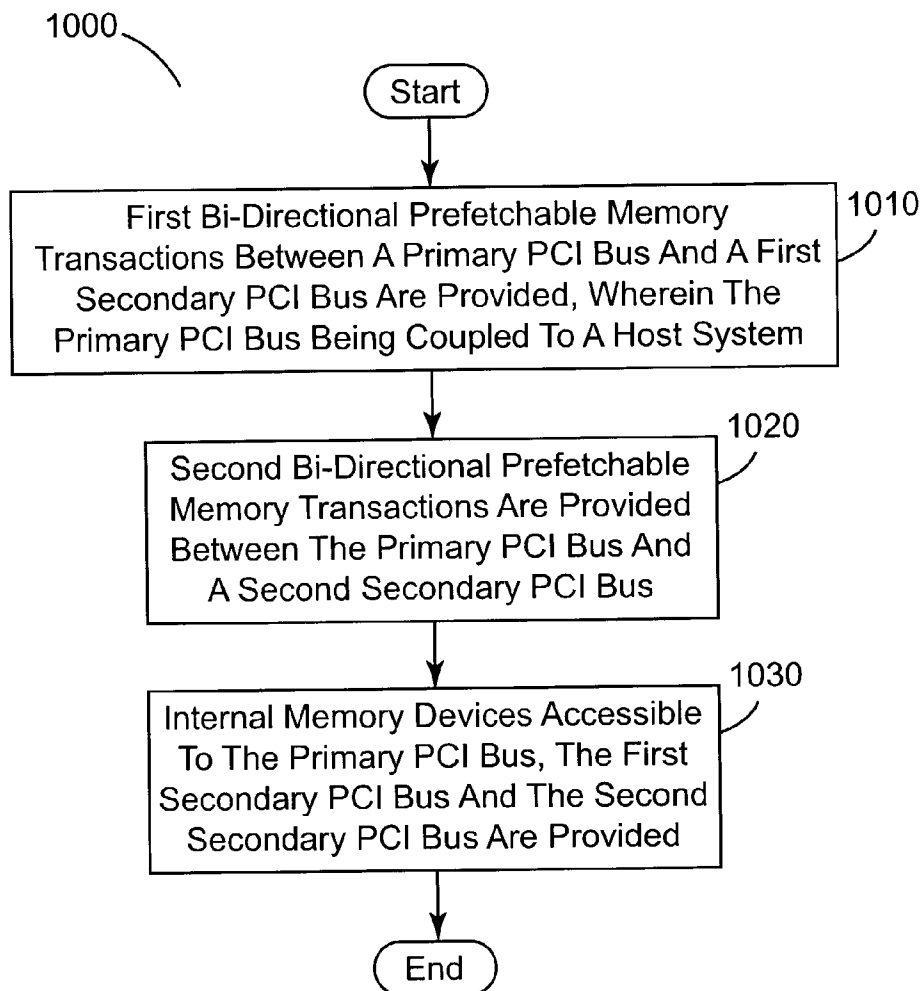 1000
Start
First Bi-Directional Prefetchable Memory
Transactions Between A Primary PCI Bus And A First
Secondary PCI Bus Are Provided, Wherein The
Primary PCI Bus Being Coupled To A Host System
1010
Second Bi-Directional Prefetchable
Memory Transactions Are Provided
Between The Primary PCI Bus And
A Second Secondary PCI Bus
1020
Internal Memory Devices Accessible
To The Primary PCI Bus, The First
Secondary PCI Bus And The Second
Secondary PCI Bus Are Provided
1030
End